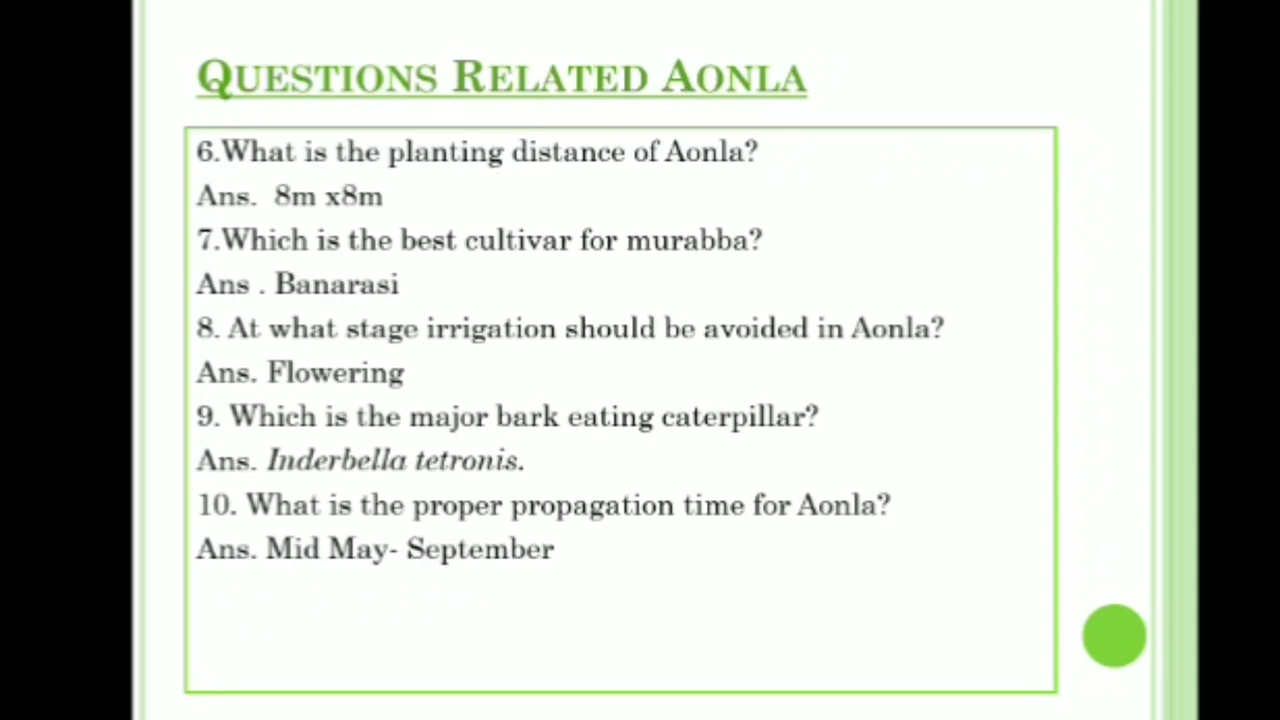 QUESTIONS RELATED AONLA
6.What is the planting distance of Aonla?
Ans.  8m x8m
7.Which is the best cultivar for murabba?
Ans . Banarasi
8. At what stage irrigation should be avoided in Aonla?
Ans. Flowering
9. Which is the major bark eating caterpillar?
Ans. Inderbella tetronis.
10. What is the proper propagation time for Aonla?
Ans. Mid May- September